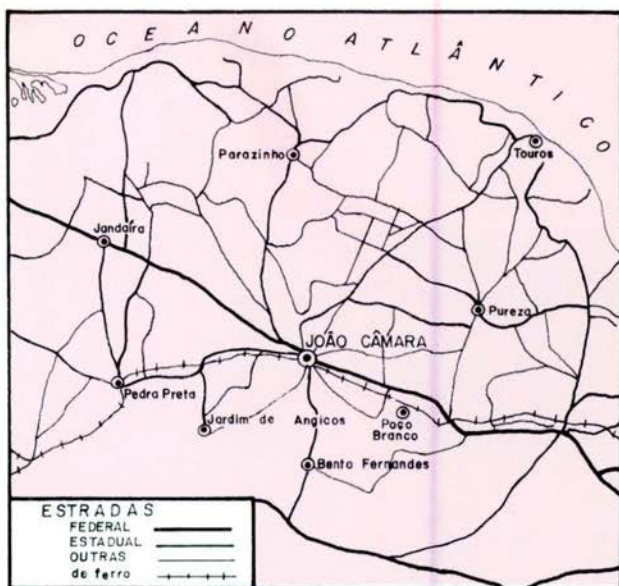 OCEANO ATLÂNTICO
Parazinho
Touros
Jandaíra
Pureza
JOÃO CÂMARA
Pedra Preta
Jardim de Angicos
Poço
Branco
Bento Fernandes
ESTRADAS
FEDERAL
ESTADUAL
OUTRAS
de ferro